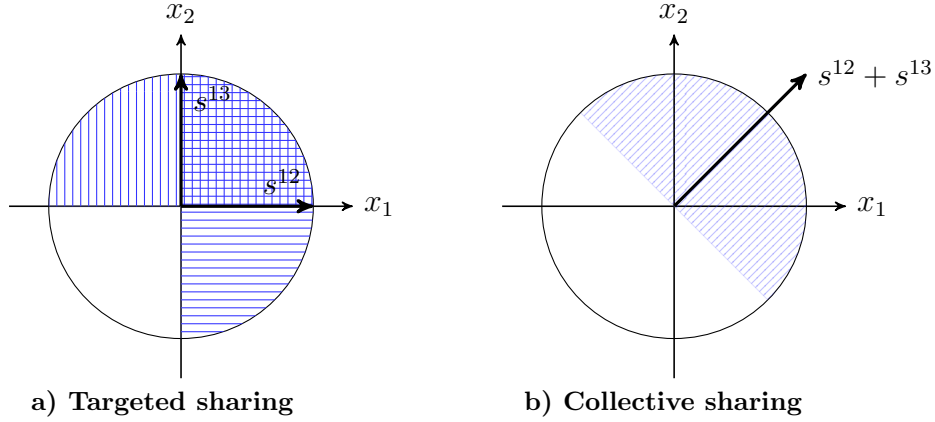 x₂
s¹³
s¹²
x₁
a) Targeted sharing
x₂
s¹² + s¹³
x₁
b) Collective sharing